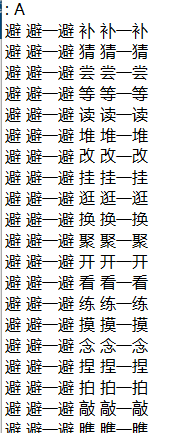 : A
避 避一避 补 补一补
避 避一避 猜 猜一猜
避 避一避 尝 尝一尝
避 避一避 等 等一等
避 避一避 读 读一读
避 避一避 堆 堆一堆
避 避一避 改 改一改
避 避一避 挂 挂一挂
避 避一避 逛 逛一逛
避 避一避 换 换一换
避 避一避 聚 聚一聚
避 避一避 开 开一开
避 避一避 看 看一看
避 避一避 练 练一练
避 避一避 摸 摸一摸
避 避一避 念 念一念
避 避一避 捏 捏一捏
避 避一避 拍 拍一拍
避 避一避 敲 敲一敲
避 避一避 瞧 瞧一瞧